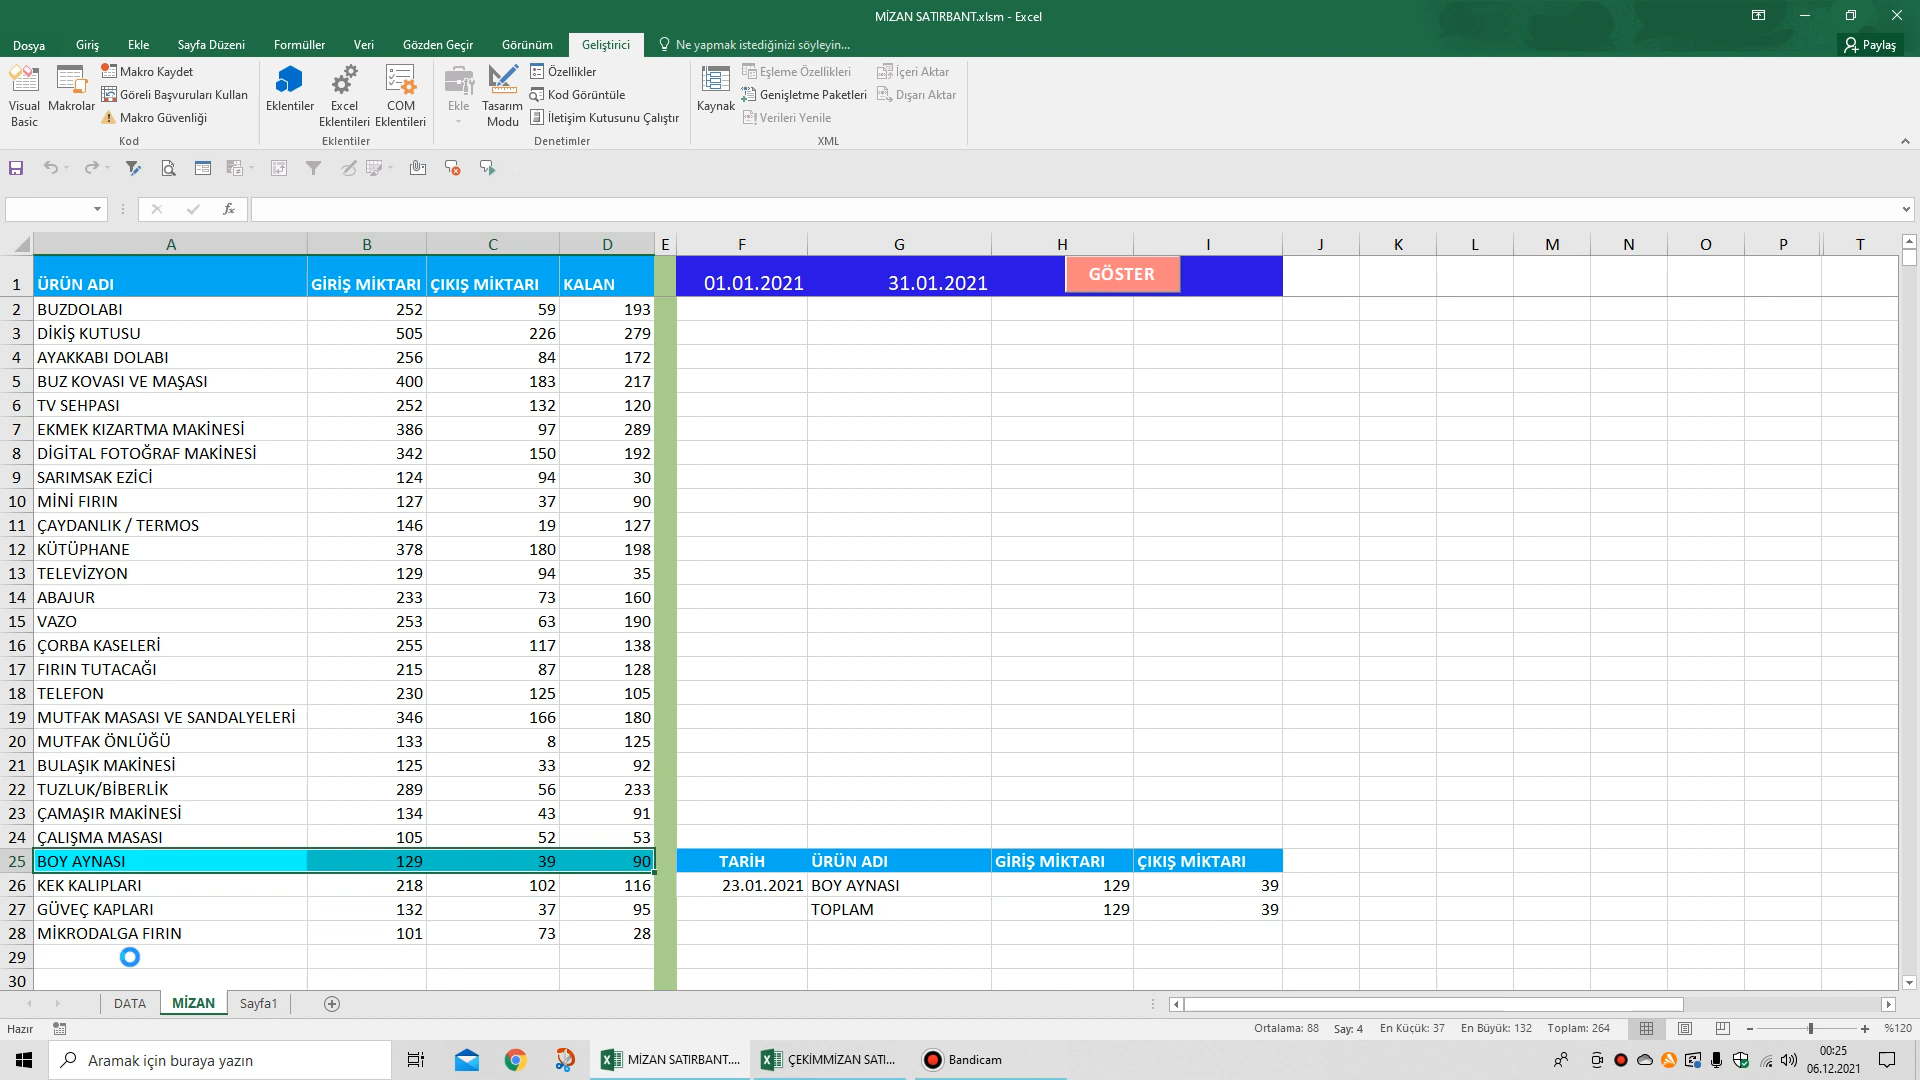 MİZAN SATIRBANT.xlsm - Excel
Dosya Giriş Ekle Sayfa Düzeni Formüller Veri Gözden Geçir Görünüm Geliştirici Ne yapmak istediğinizi söyleyin... Paylaş
Visual Basic
Makrolar
Makro Kaydet
Göreli Başvuruları Kullan
Makro Güvenliği
Kod
Eklentiler
Excel Eklentileri
COM Eklentileri
Eklentiler
Ekle
Tasarım Modu
Özellikler
Kod Görüntüle
İletişim Kutusunu Çalıştır
Denetimler
Kaynak
Eşleme Özellikleri
Genişletme Paketleri
Verileri Yenile
İçeri Aktar
Dışarı Aktar
XML
fx
A B C D E F G H I J K L M N O P T
1 ÜRÜN ADI GİRİŞ MİKTARI ÇIKIŞ MİKTARI KALAN 01.01.2021 31.01.2021 GÖSTER
2 BUZDOLABI 252 59 193
3 DİKİŞ KUTUSU 505 226 279
4 AYAKKABI DOLABI 256 84 172
5 BUZ KOVASI VE MAŞASI 400 183 217
6 TV SEHPASI 252 132 120
7 EKMEK KIZARTMA MAKİNESİ 386 97 289
8 DİGİTAL FOTOĞRAF MAKİNESİ 342 150 192
9 SARIMSAK EZİCİ 124 94 30
10 MİNİ FIRIN 127 37 90
11 ÇAYDANLIK / TERMOS 146 19 127
12 KÜTÜPHANE 378 180 198
13 TELEVİZYON 129 94 35
14 ABAJUR 233 73 160
15 VAZO 253 63 190
16 ÇORBA KASELERİ 255 117 138
17 FIRIN TUTACAĞI 215 87 128
18 TELEFON 230 125 105
19 MUTFAK MASASI VE SANDALYELERİ 346 166 180
20 MUTFAK ÖNLÜĞÜ 133 8 125
21 BULAŞIK MAKİNESİ 125 33 92
22 TUZLUK/BİBERLİK 289 56 233
23 ÇAMAŞIR MAKİNESİ 134 43 91
24 ÇALIŞMA MASASI 105 52 53
25 BOY AYNASI 129 39 90 TARİH ÜRÜN ADI GİRİŞ MİKTARI ÇIKIŞ MİKTARI
26 KEK KALIPLARI 218 102 116 23.01.2021 BOY AYNASI 129 39
27 GÜVEÇ KAPLARI 132 37 95 TOPLAM 129 39
28 MİKRODALGA FIRIN 101 73 28
29
30
DATA MİZAN Sayfa1
Hazır Ortalama: 88 Say: 4 En Küçük: 37 En Büyük: 132 Toplam: 264 %120
Aramak için buraya yazın MİZAN SATIRBANT.... ÇEKİMMİZAN SATI... Bandicam 00:25
06.12.2021